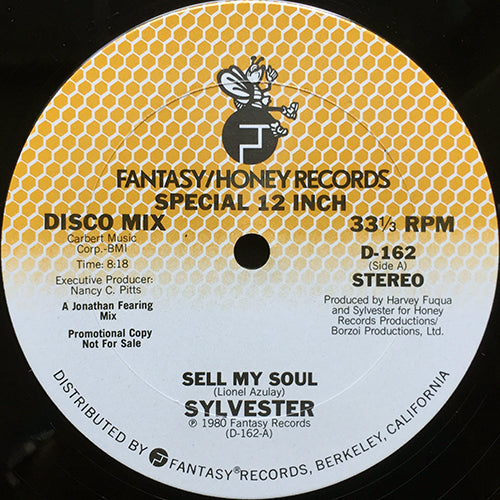 FANTASY/HONEY RECORDS
SPECIAL 12 INCH
DISCO MIX
Carbert Music
Corp.-BMI
Time: 8:18
Executive Producer:
Nancy C. Pitts
A Jonathan Fearing
Mix
Promotional Copy
Not For Sale
33 1/3 RPM
D-162
(Side A)
STEREO
Produced by Harvey Fuqua
and Sylvester for Honey
Records Productions/
Borzoi Productions, Ltd.
SELL MY SOUL
(Lionel Azulay)
SYLVESTER
℗ 1980 Fantasy Records
(D-162-A)
DISTRIBUTED BY FANTASY® RECORDS, BERKELEY, CALIFORNIA